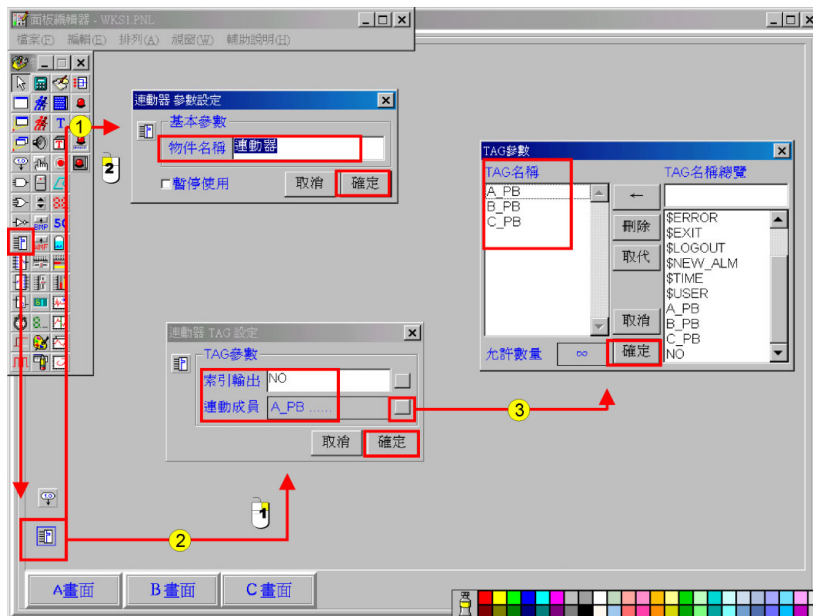 面板編輯器 - WKS1.PNL
檔案(F) 編輯(E) 排列(A) 視窗(W) 輔助說明(H)
1
2
連動器 參數設定
基本參數
物件名稱 連動器
暫停使用 取消 確定
TAG參數
TAG名稱 TAG名稱總覽
A_PB
B_PB
C_PB
←
刪除
取代
取消
確定
$ERROR
$EXIT
$LOGOUT
$NEW_ALM
$TIME
$USER
A_PB
B_PB
C_PB
NO
允許數量 ∞
連動器 TAG 設定
TAG參數
索引輸出 NO
連動成員 A_PB ......
取消 確定
3
1
2
A畫面 B畫面 C畫面